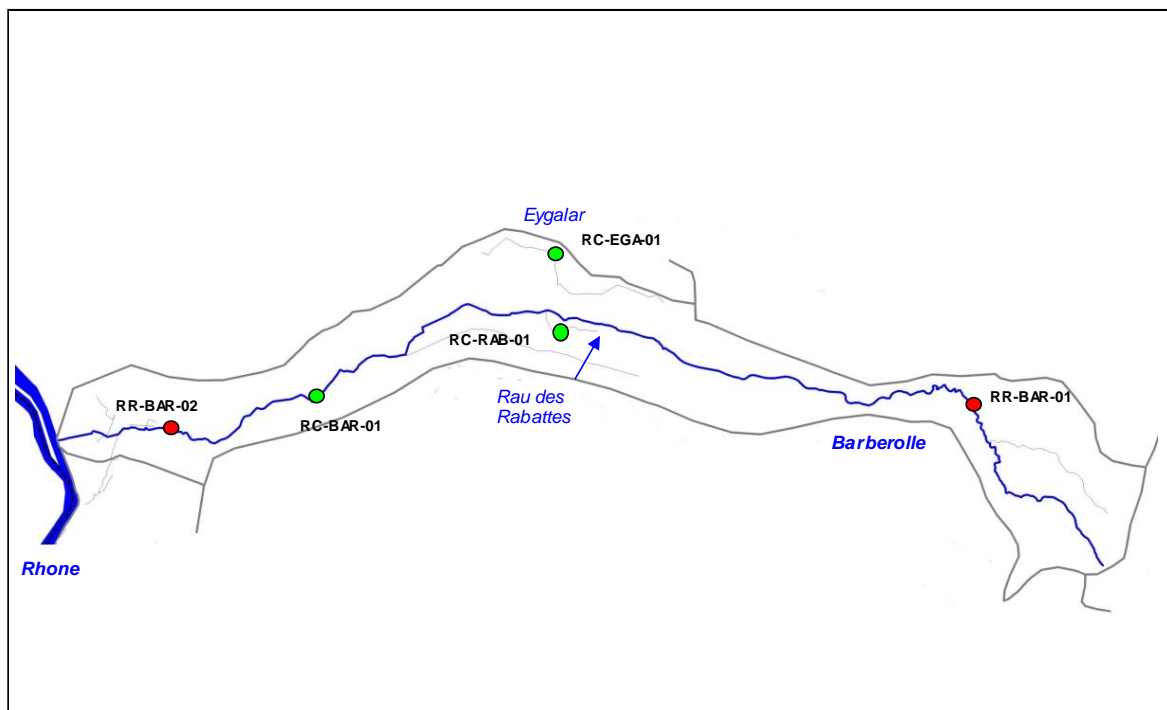 Eygalar
RC-EGA-01
RC-RAB-01
Rau des
Rabattes
RR-BAR-02
RC-BAR-01
RR-BAR-01
Barberolle
Rhone